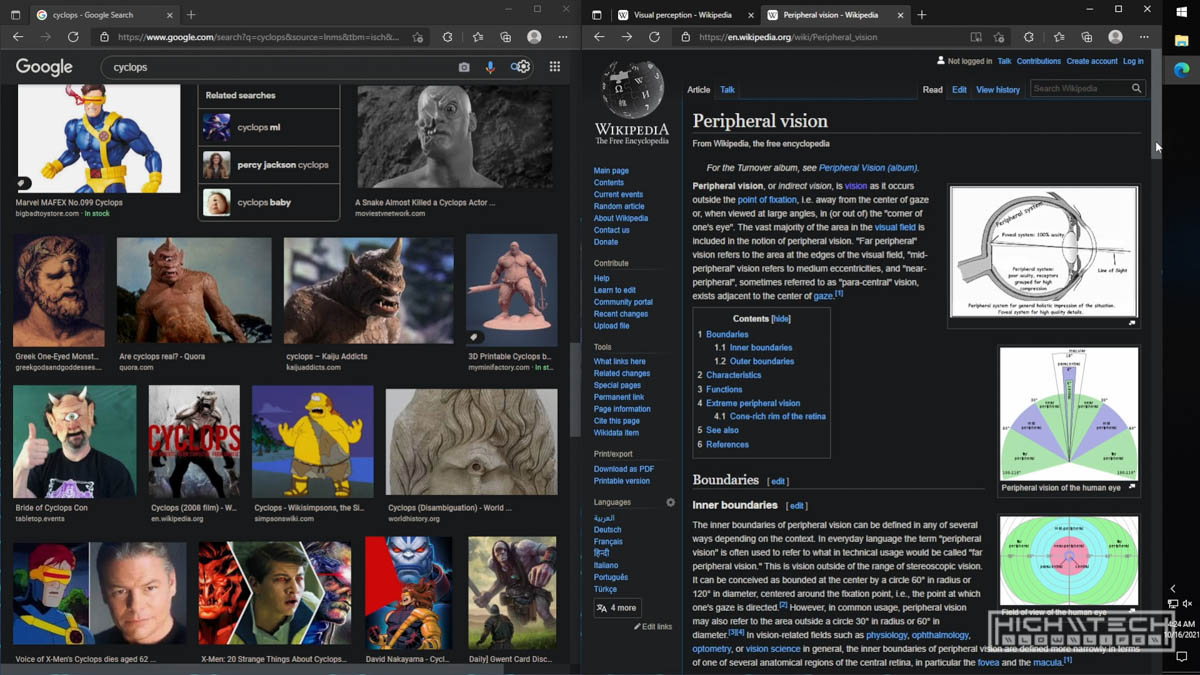 cyclops - Google Search
https://www.google.com/search?q=cyclops&source=lnms&tbm=isch&...
Google
cyclops
Related searches
cyclops ml
percy jackson cyclops
cyclops baby
Marvel MAFEX No.099 Cyclops
bigbadtoystore.com · In stock
A Snake Almost Killed a Cyclops Actor ...
moviestvnetwork.com
Greek One-Eyed Monst...
greekgodsandgoddesses...
Are cyclops real? - Quora
quora.com
cyclops – Kaiju Addicts
kaijuaddicts.com
3D Printable Cyclops b...
myminifactory.com · In st...
CYCLOPS
Bride of Cyclops Con
tabletop.events
Cyclops (2008 film) - W...
en.wikipedia.org
Cyclops - Wikisimpsons, the Si...
simpsonswiki.com
Cyclops (Disambiguation) - World ...
worldhistory.org
Voice of X-Men's Cyclops dies aged 62 ...
X-Men: 20 Strange Things About Cyclops...
David Nakayama - Cycl...
Daily] Gwent Card Disc...
Visual perception - Wikipedia
Peripheral vision - Wikipedia
https://en.wikipedia.org/wiki/Peripheral_vision
Not logged in Talk Contributions Create account Log in
Article Talk
Read Edit View history
Search Wikipedia
WIKIPEDIA
The Free Encyclopedia
Main page
Contents
Current events
Random article
About Wikipedia
Contact us
Donate
Contribute
Help
Learn to edit
Community portal
Recent changes
Upload file
Tools
What links here
Related changes
Special pages
Permanent link
Page information
Cite this page
Wikidata item
Print/export
Download as PDF
Printable version
Languages
العربية
Deutsch
Français
हिन्दी
Italiano
Português
Türkçe
4 more
Edit links
Peripheral vision
From Wikipedia, the free encyclopedia
For the Turnover album, see Peripheral Vision (album).
Peripheral vision, or indirect vision, is vision as it occurs
outside the point of fixation, i.e. away from the center of gaze
or, when viewed at large angles, in (or out of) the "corner of
one's eye". The vast majority of the area in the visual field is
included in the notion of peripheral vision. "Far peripheral"
vision refers to the area at the edges of the visual field, "mid-
peripheral" vision refers to medium eccentricities, and "near-
peripheral", sometimes referred to as "para-central" vision,
exists adjacent to the center of gaze.[1]
Peripheral system
Foveal system: 100% acuity
Line of Sight
Peripheral system:
poor acuity, receptors
grouped for high
compression
Peripheral system for general holistic impression of the situation.
Foveal system for high quality details.
Contents [hide]
1 Boundaries
1.1 Inner boundaries
1.2 Outer boundaries
2 Characteristics
3 Functions
4 Extreme peripheral vision
4.1 Cone-rich rim of the retina
5 See also
6 References
Peripheral vision of the human eye
Boundaries [ edit ]
Inner boundaries [ edit ]
The inner boundaries of peripheral vision can be defined in any of several
ways depending on the context. In everyday language the term "peripheral
vision" is often used to refer to what in technical usage would be called "far
peripheral vision." This is vision outside of the range of stereoscopic vision.
It can be conceived as bounded at the center by a circle 60° in radius or
120° in diameter, centered around the fixation point, i.e., the point at which
one's gaze is directed.[2] However, in common usage, peripheral vision
may also refer to the area outside a circle 30° in radius or 60° in
diameter.[3][4] In vision-related fields such as physiology, ophthalmology,
optometry, or vision science in general, the inner boundaries of peripheral vision are defined more narrowly in terms
of one of several anatomical regions of the central retina, in particular the fovea and the macula.[1]
Field of view of the human eye
HIGH TECH
LOW LIFE
4:24 AM
10/16/2021